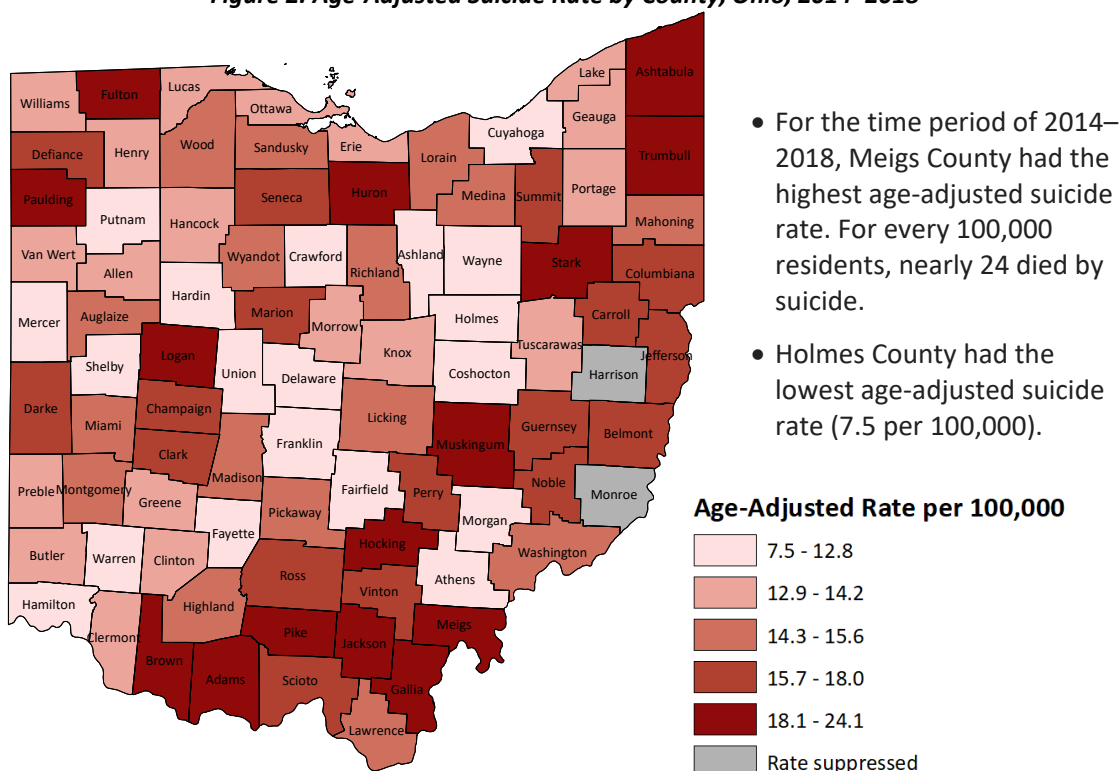 Figure 2. Age-Adjusted Suicide Rate by County, Ohio, 2014–2018
Williams
Fulton
Lucas
Ottawa
Lake
Ashtabula
Geauga
Cuyahoga
Defiance
Henry
Wood
Sandusky
Erie
Lorain
Trumbull
Paulding
Putnam
Hancock
Seneca
Huron
Medina
Summit
Portage
Mahoning
Van Wert
Allen
Wyandot
Crawford
Richland
Ashland
Wayne
Stark
Columbiana
Mercer
Auglaize
Hardin
Marion
Morrow
Holmes
Carroll
Shelby
Logan
Union
Delaware
Knox
Coshocton
Tuscarawas
Harrison
Jefferson
Darke
Miami
Champaign
Clark
Madison
Franklin
Licking
Muskingum
Guernsey
Belmont
Preble
Montgomery
Greene
Fayette
Pickaway
Fairfield
Perry
Morgan
Noble
Monroe
Butler
Warren
Clinton
Ross
Hocking
Athens
Washington
Hamilton
Clermont
Highland
Vinton
Meigs
Brown
Adams
Pike
Jackson
Scioto
Gallia
Lawrence
• For the time period of 2014–
2018, Meigs County had the
highest age-adjusted suicide
rate. For every 100,000
residents, nearly 24 died by
suicide.
• Holmes County had the
lowest age-adjusted suicide
rate (7.5 per 100,000).
Age-Adjusted Rate per 100,000
7.5 - 12.8
12.9 - 14.2
14.3 - 15.6
15.7 - 18.0
18.1 - 24.1
Rate suppressed